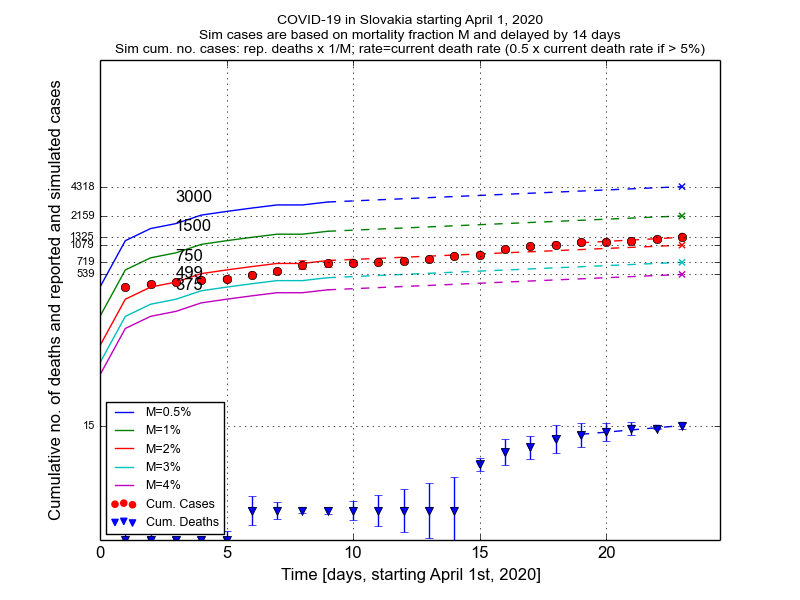 COVID-19 in Slovakia starting April 1, 2020
Sim cases are based on mortality fraction M and delayed by 14 days
Sim cum. no. cases: rep. deaths x 1/M; rate=current death rate (0.5 x current death rate if > 5%)
Cumulative no. of deaths and reported and simulated cases
4318
2159
1325
1079
719
539
15
3000
1500
750
499
375
M=0.5%
M=1%
M=2%
M=3%
M=4%
Cum. Cases
Cum. Deaths
0 5 10 15 20
Time [days, starting April 1st, 2020]